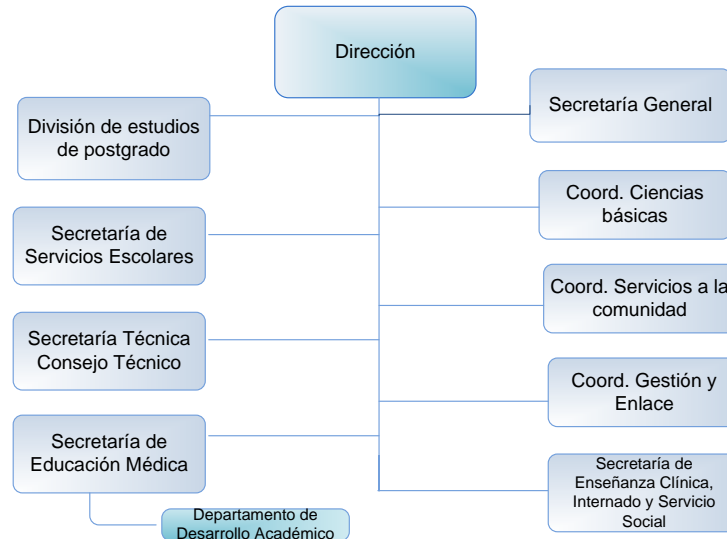 Dirección
División de estudios
de postgrado
Secretaría General
Coord. Ciencias
básicas
Secretaría de
Servicios Escolares
Coord. Servicios a la
comunidad
Secretaría Técnica
Consejo Técnico
Coord. Gestión y
Enlace
Secretaría de
Educación Médica
Secretaría de
Enseñanza Clínica,
Internado y Servicio
Social
Departamento de
Desarrollo Académico